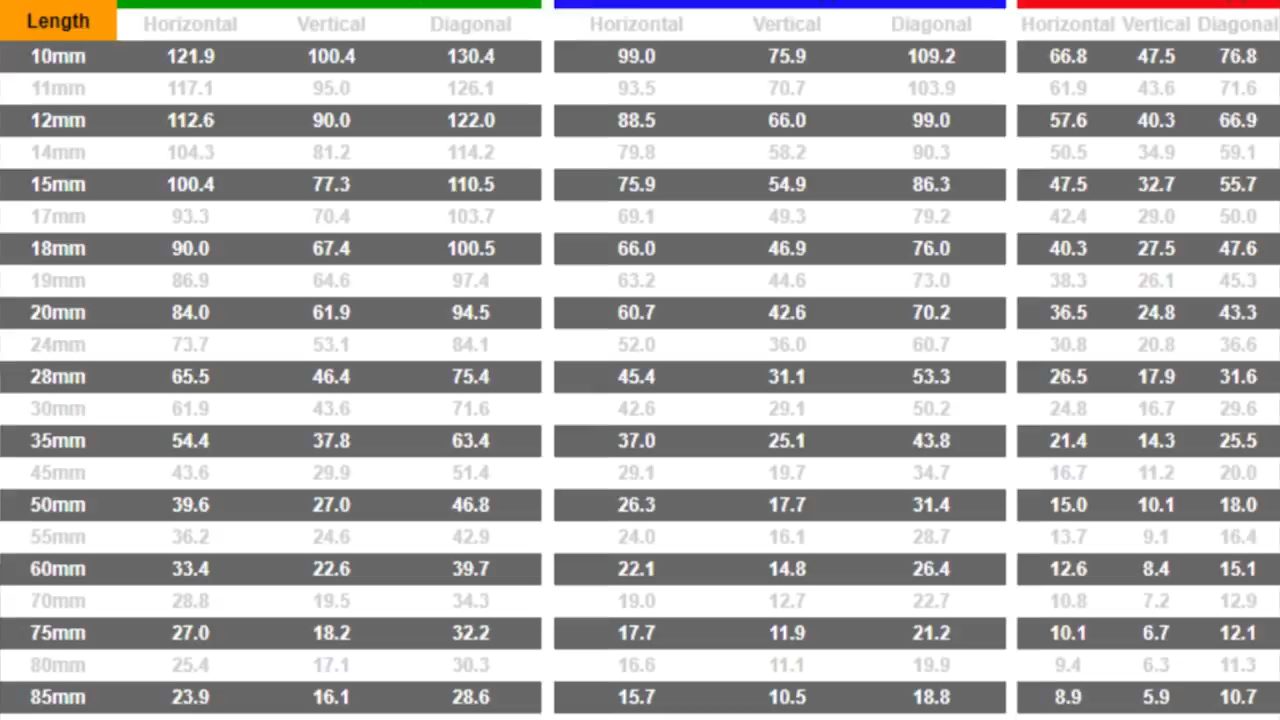 Length Horizontal Vertical Diagonal Horizontal Vertical Diagonal Horizontal Vertical Diagonal
10mm 121.9 100.4 130.4 99.0 75.9 109.2 66.8 47.5 76.8
11mm 117.1 95.0 126.1 93.5 70.7 103.9 61.9 43.6 71.6
12mm 112.6 90.0 122.0 88.5 66.0 99.0 57.6 40.3 66.9
14mm 104.3 81.2 114.2 79.8 58.2 90.3 50.5 34.9 59.1
15mm 100.4 77.3 110.5 75.9 54.9 86.3 47.5 32.7 55.7
17mm 93.3 70.4 103.7 69.1 49.3 79.2 42.4 29.0 50.0
18mm 90.0 67.4 100.5 66.0 46.9 76.0 40.3 27.5 47.6
19mm 86.9 64.6 97.4 63.2 44.6 73.0 38.3 26.1 45.3
20mm 84.0 61.9 94.5 60.7 42.6 70.2 36.5 24.8 43.3
24mm 73.7 53.1 84.1 52.0 36.0 60.7 30.8 20.8 36.6
28mm 65.5 46.4 75.4 45.4 31.1 53.3 26.5 17.9 31.6
30mm 61.9 43.6 71.6 42.6 29.1 50.2 24.8 16.7 29.6
35mm 54.4 37.8 63.4 37.0 25.1 43.8 21.4 14.3 25.5
45mm 43.6 29.9 51.4 29.1 19.7 34.7 16.7 11.2 20.0
50mm 39.6 27.0 46.8 26.3 17.7 31.4 15.0 10.1 18.0
55mm 36.2 24.6 42.9 24.0 16.1 28.7 13.7 9.1 16.4
60mm 33.4 22.6 39.7 22.1 14.8 26.4 12.6 8.4 15.1
70mm 28.8 19.5 34.3 19.0 12.7 22.7 10.8 7.2 12.9
75mm 27.0 18.2 32.2 17.7 11.9 21.2 10.1 6.7 12.1
80mm 25.4 17.1 30.3 16.6 11.1 19.9 9.4 6.3 11.3
85mm 23.9 16.1 28.6 15.7 10.5 18.8 8.9 5.9 10.7